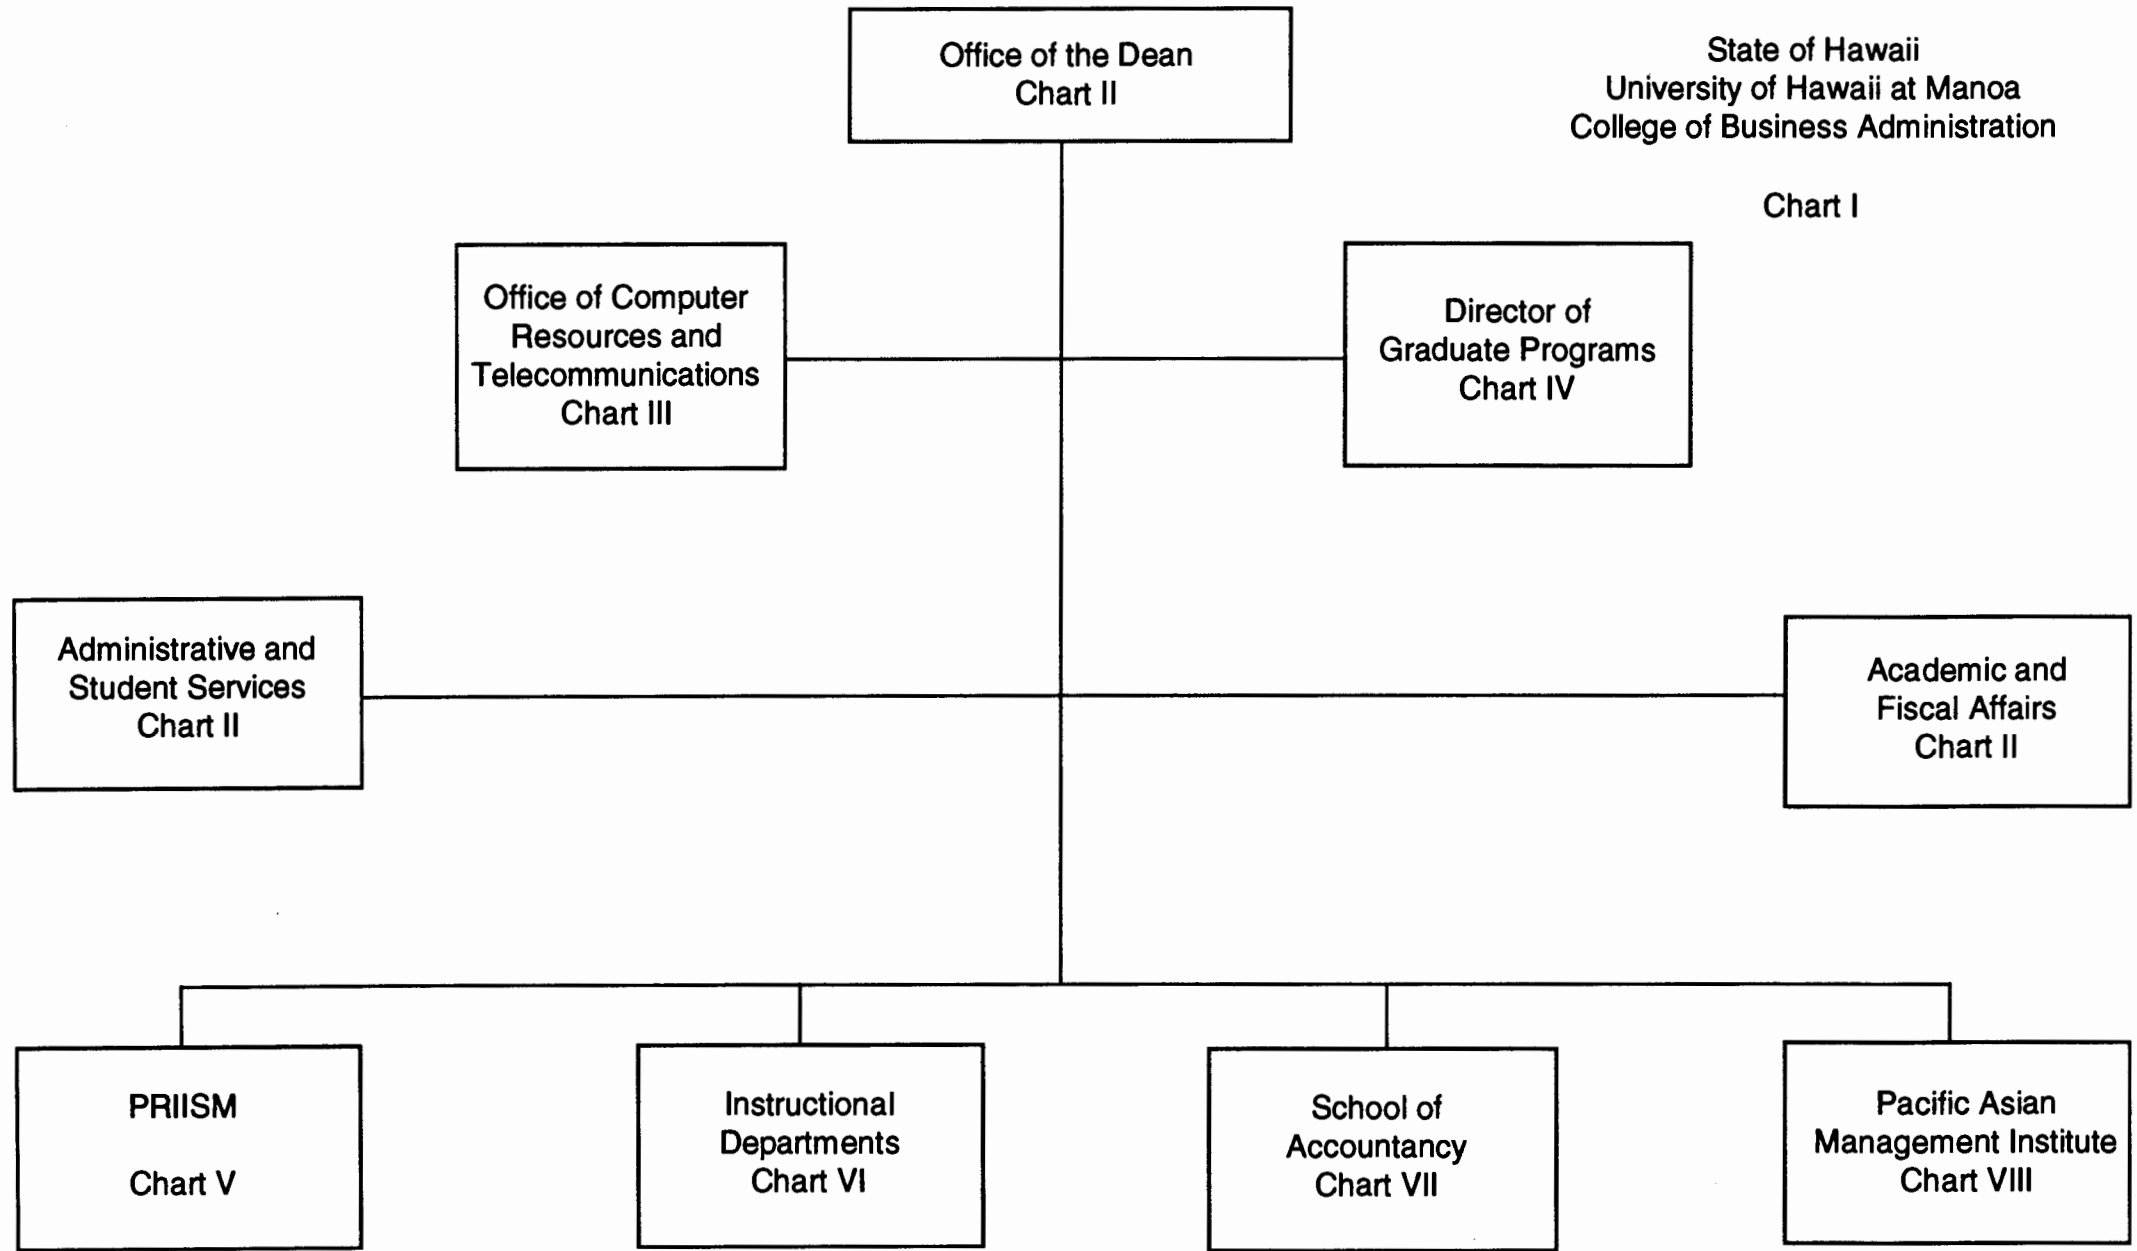 Office of the Dean
Chart II
State of Hawaii
University of Hawaii at Manoa
College of Business Administration
Chart I
Office of Computer
Resources and
Telecommunications
Chart III
Director of
Graduate Programs
Chart IV
Administrative and
Student Services
Chart II
Academic and
Fiscal Affairs
Chart II
PRIISM
Chart V
Instructional
Departments
Chart VI
School of
Accountancy
Chart VII
Pacific Asian
Management Institute
Chart VIII